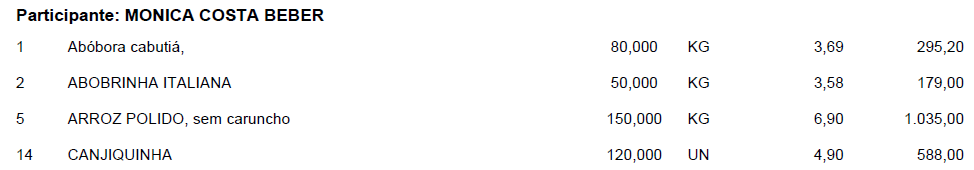 Participante: MONICA COSTA BEBER
1 Abóbora cabutiá, 80,000 KG 3,69 295,20
2 ABOBRINHA ITALIANA 50,000 KG 3,58 179,00
5 ARROZ POLIDO, sem caruncho 150,000 KG 6,90 1.035,00
14 CANJIQUINHA 120,000 UN 4,90 588,00